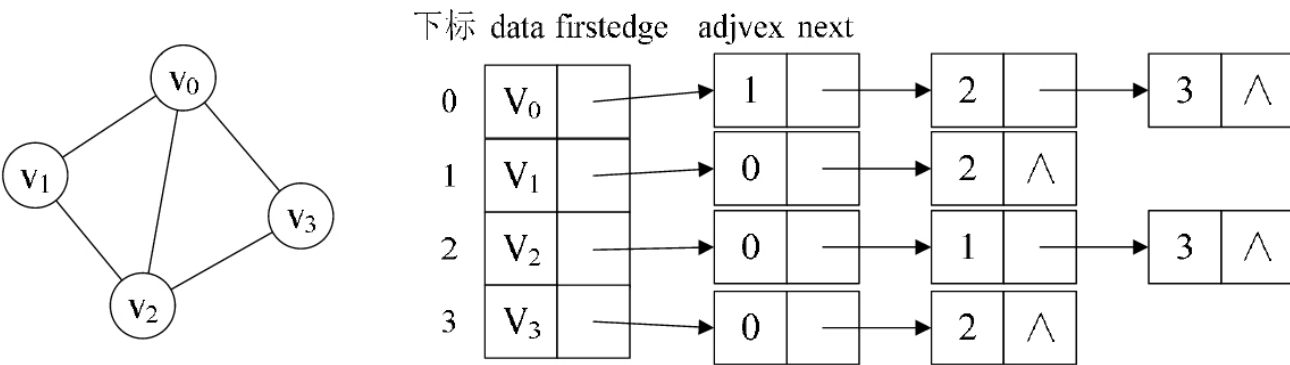 下标 data firstedge adjvex next
v₀
v₁
v₃
v₂
0 V₀ 1 2 3 ∧
1 V₁ 0 2 ∧
2 V₂ 0 1 3 ∧
3 V₃ 0 2 ∧